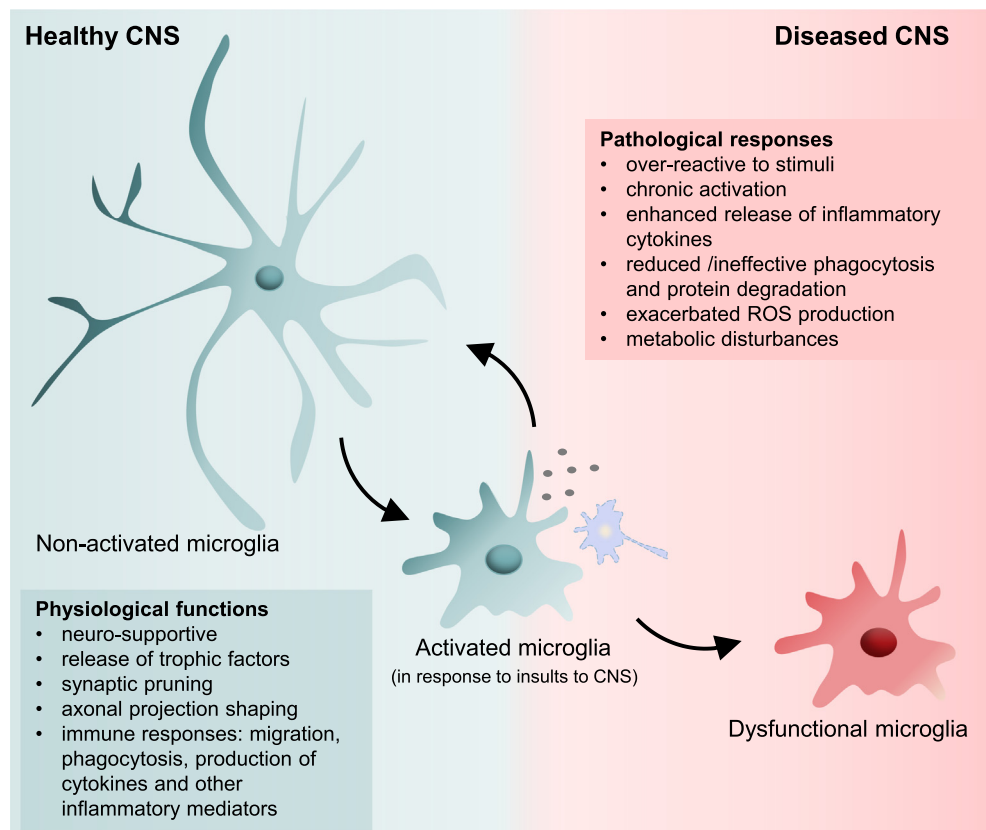 Healthy CNS
Diseased CNS
Pathological responses
• over-reactive to stimuli
• chronic activation
• enhanced release of inflammatory
cytokines
• reduced /ineffective phagocytosis
and protein degradation
• exacerbated ROS production
• metabolic disturbances
Non-activated microglia
Physiological functions
• neuro-supportive
• release of trophic factors
• synaptic pruning
• axonal projection shaping
• immune responses: migration,
phagocytosis, production of
cytokines and other
inflammatory mediators
Activated microglia
(in response to insults to CNS)
Dysfunctional microglia